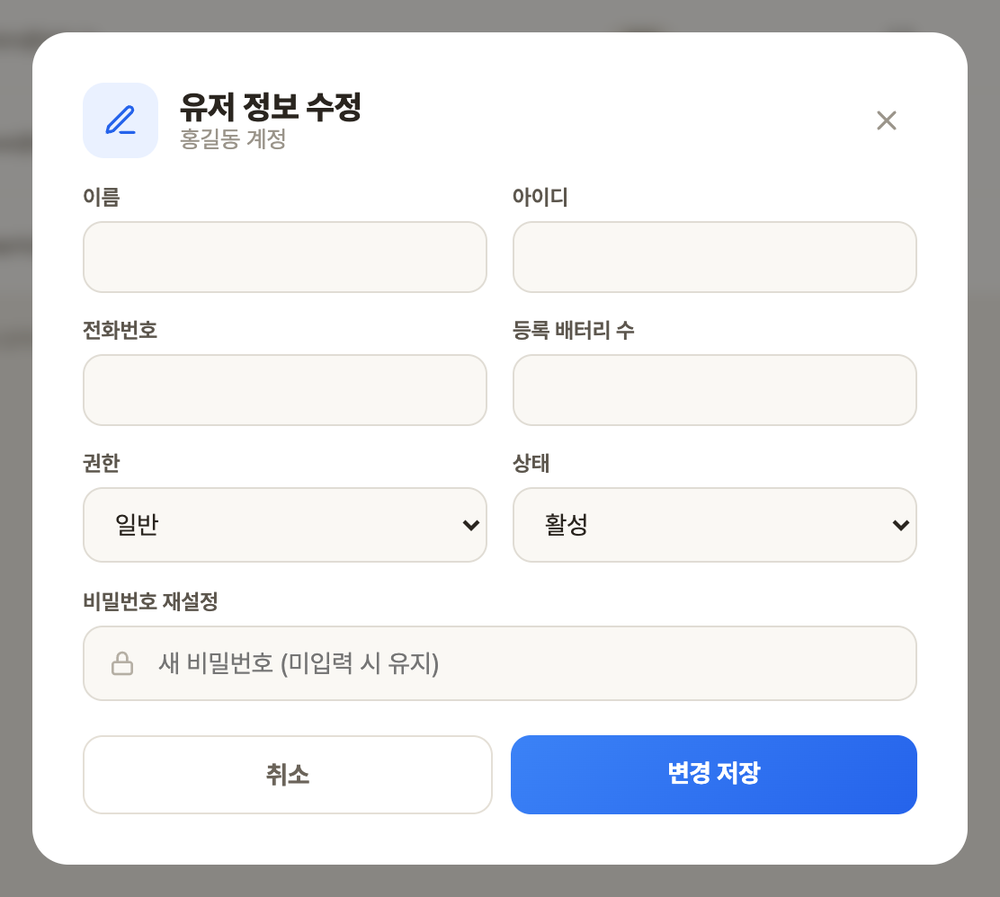 유저 정보 수정
홍길동 계정
이름
아이디
전화번호
등록 배터리 수
권한
상태
일반
활성
비밀번호 재설정
새 비밀번호 (미입력 시 유지)
취소
변경 저장